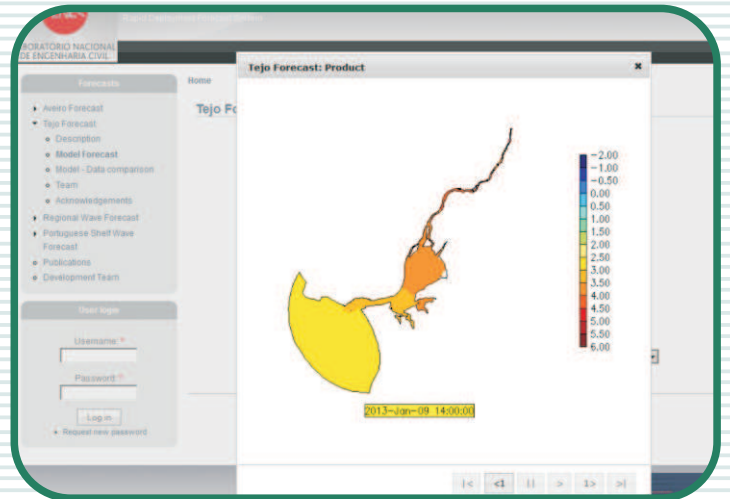 BORATÓRIO NACIONAL
DE ENGENHARIA CIVIL
Forecasts
Aveiro Forecast
Tejo Forecast
Description
Model Forecast
Model - Data comparison
Team
Acknowledgements
Regional Wave Forecast
Portuguese Shelf Wave
Forecast
Publications
Development Team
User login
Username: *
Password: *
Log in
Request new password
Home
Tejo Fo
Tejo Forecast: Product
-2.00
-1.00
-0.50
0.00
0.50
1.00
1.50
2.00
2.50
3.00
3.50
4.00
4.50
5.00
5.50
6.00
2013-Jan-09 14:00:00
|< <1 || > 1> >|